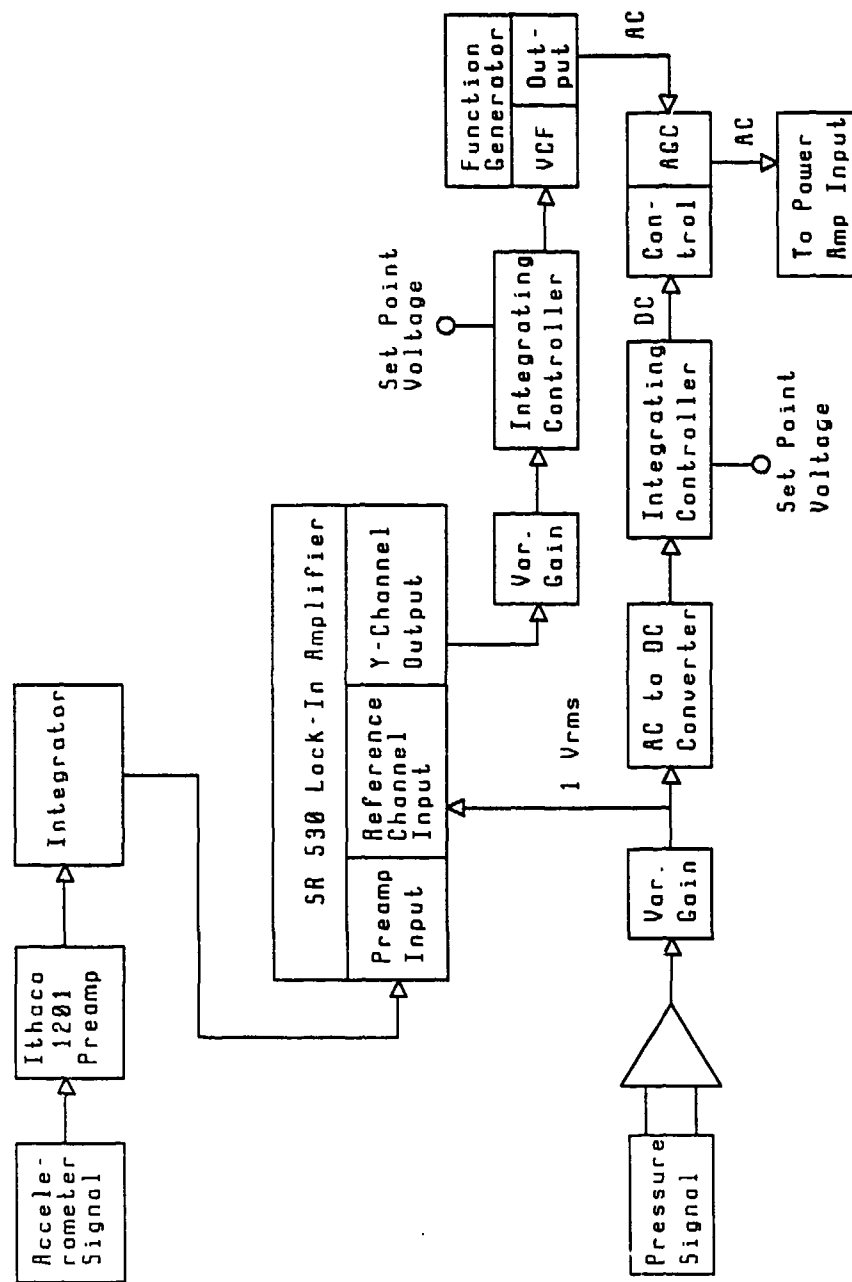 Accele-
rometer
Signal
Ithaco
1201
Preamp
Integrator
SR 530 Lock-In Amplifier
Preamp
Input
Reference
Channel
Input
Y-Channel
Output
Var.
Gain
Set Point
Voltage
Integrating
Controller
Function
Generator
VCF
Out-
put
AC
Pressure
Signal
Var.
Gain
1 Vrms
AC to DC
Converter
Integrating
Controller
Set Point
Voltage
DC
Con-
trol
AGC
AC
To Power
Amp Input